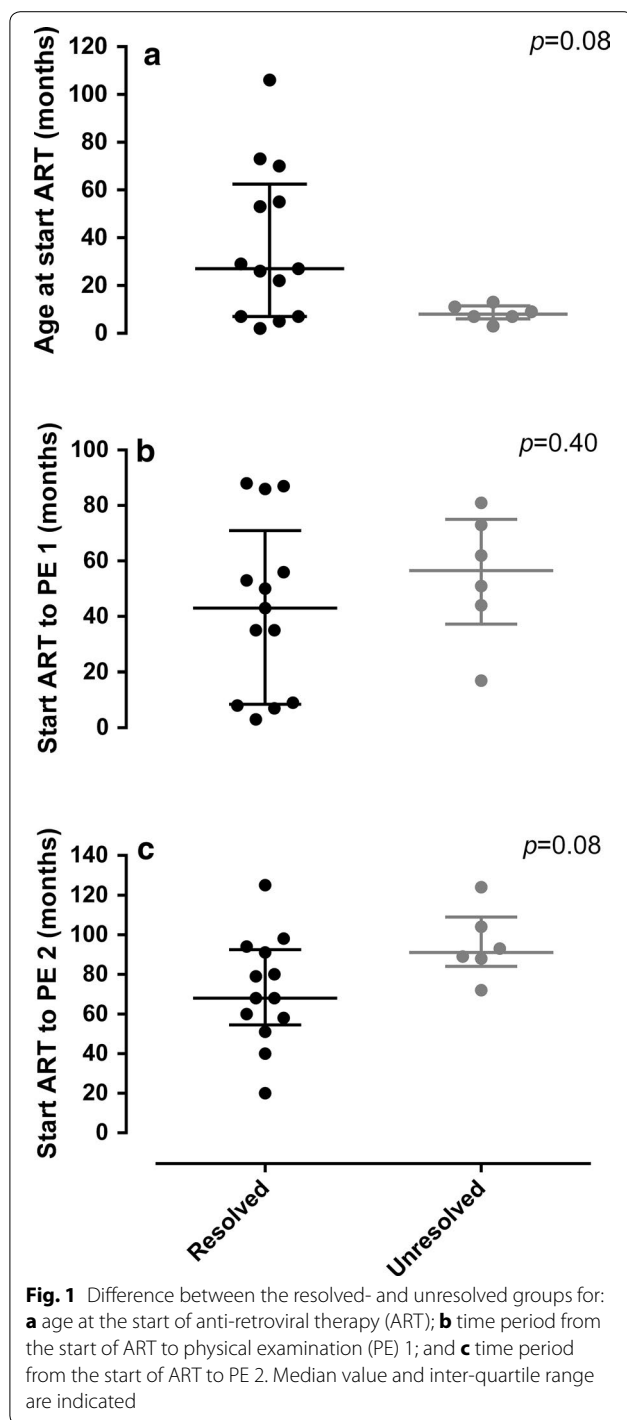 a
p=0.08
Age at start ART (months)
120
100
80
60
40
20
0
b
p=0.40
Start ART to PE 1 (months)
100
80
60
40
20
0
c
p=0.08
Start ART to PE 2 (months)
140
120
100
80
60
40
20
0
Resolved
Unresolved
Fig. 1 Difference between the resolved- and unresolved groups for:
a age at the start of anti-retroviral therapy (ART); b time period from
the start of ART to physical examination (PE) 1; and c time period
from the start of ART to PE 2. Median value and inter-quartile range
are indicated